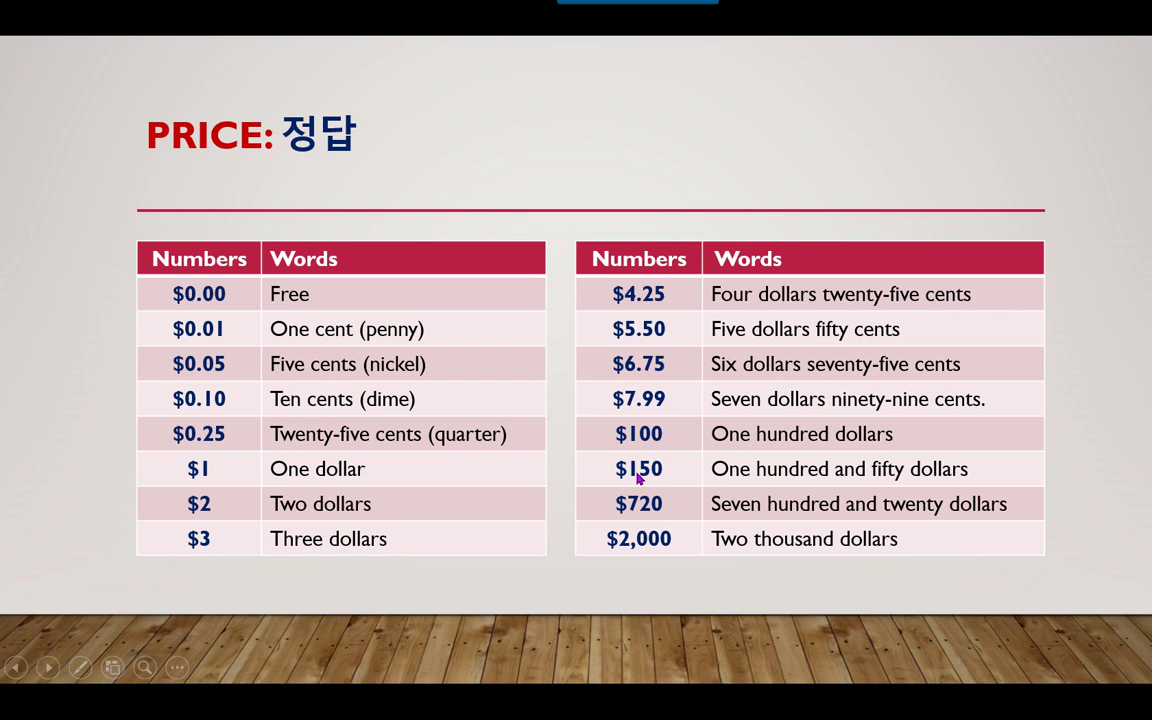 PRICE: 정답
Numbers Words
$0.00 Free
$0.01 One cent (penny)
$0.05 Five cents (nickel)
$0.10 Ten cents (dime)
$0.25 Twenty-five cents (quarter)
$1 One dollar
$2 Two dollars
$3 Three dollars
Numbers Words
$4.25 Four dollars twenty-five cents
$5.50 Five dollars fifty cents
$6.75 Six dollars seventy-five cents
$7.99 Seven dollars ninety-nine cents.
$100 One hundred dollars
$150 One hundred and fifty dollars
$720 Seven hundred and twenty dollars
$2,000 Two thousand dollars